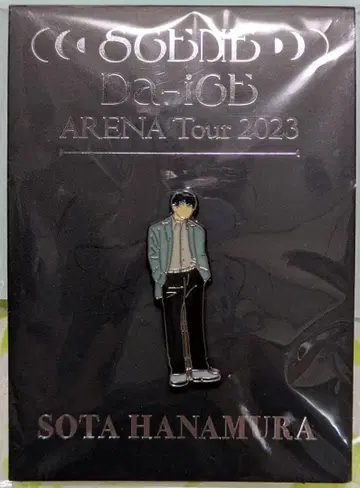 SCENE
Da-iCE
ARENA Tour 2023
SOTA HANAMURA